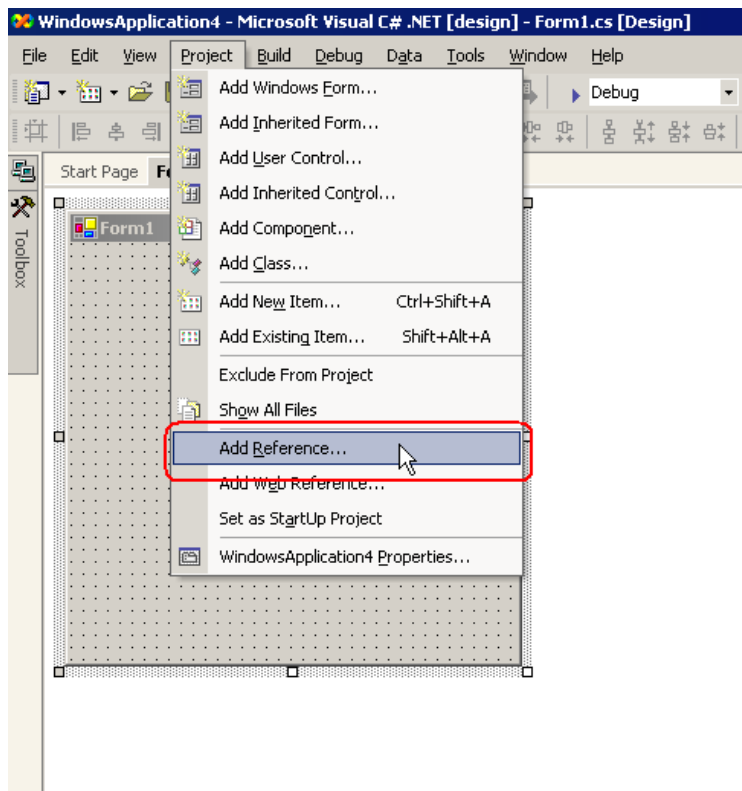 WindowsApplication4 - Microsoft Visual C# .NET [design] - Form1.cs [Design]
File Edit View Project Build Debug Data Tools Window Help
Debug
Start Page
Toolbox
Form1
Add Windows Form...
Add Inherited Form...
Add User Control...
Add Inherited Control...
Add Component...
Add Class...
Add New Item... Ctrl+Shift+A
Add Existing Item... Shift+Alt+A
Exclude From Project
Show All Files
Add Reference...
Add Web Reference...
Set as StartUp Project
WindowsApplication4 Properties...